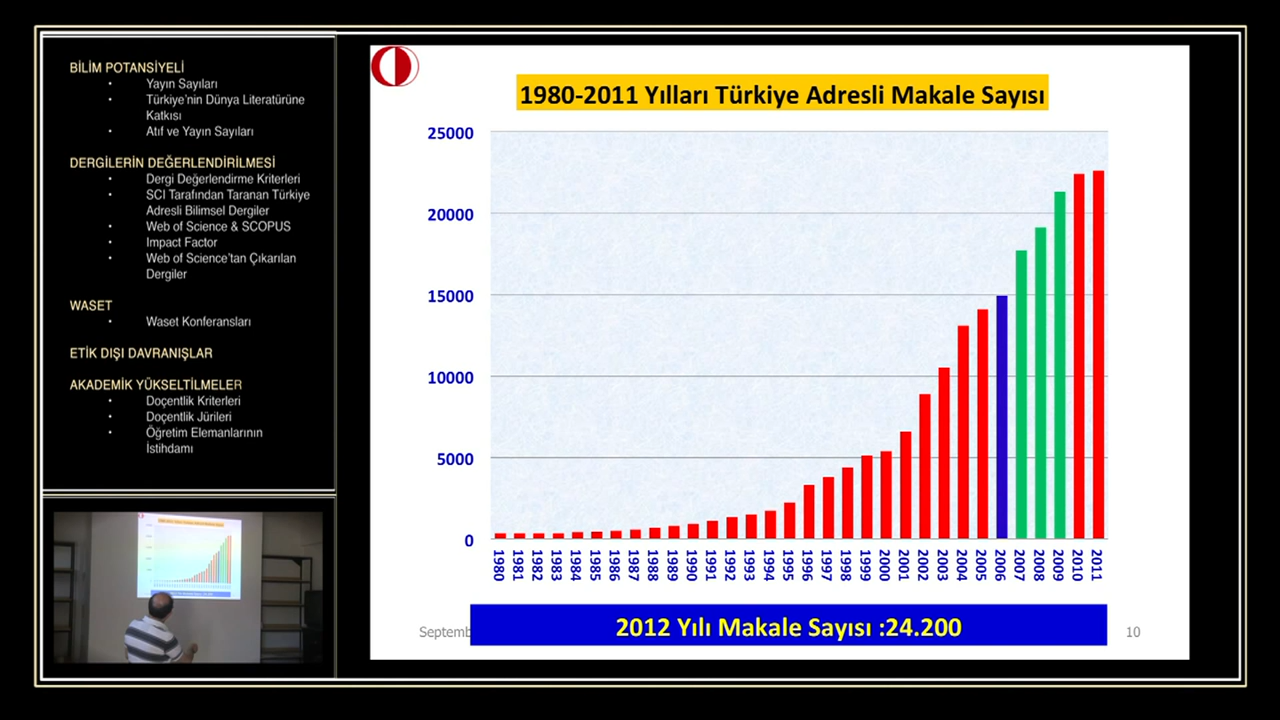 BİLİM POTANSİYELİ
• Yayın Sayıları
• Türkiye'nin Dünya Literatürüne
Katkısı
• Atıf ve Yayın Sayıları
DERGİLERİN DEĞERLENDİRİLMESİ
• Dergi Değerlendirme Kriterleri
• SCI Tarafından Taranan Türkiye
Adresli Bilimsel Dergiler
• Web of Science & SCOPUS
• Impact Factor
• Web of Science'tan Çıkarılan
Dergiler
WASET
• Waset Konferansları
ETİK DIŞI DAVRANIŞLAR
AKADEMİK YÜKSELTİLMELER
• Doçentlik Kriterleri
• Doçentlik Jürileri
• Öğretim Elemanlarının
İstihdamı
1980-2011 Yılları Türkiye Adresli Makale Sayısı
25000
20000
15000
10000
5000
0
1980 1981 1982 1983 1984 1985 1986 1987 1988 1989 1990 1991 1992 1993 1994 1995 1996 1997 1998 1999 2000 2001 2002 2003 2004 2005 2006 2007 2008 2009 2010 2011
Septemb
2012 Yılı Makale Sayısı :24.200
10